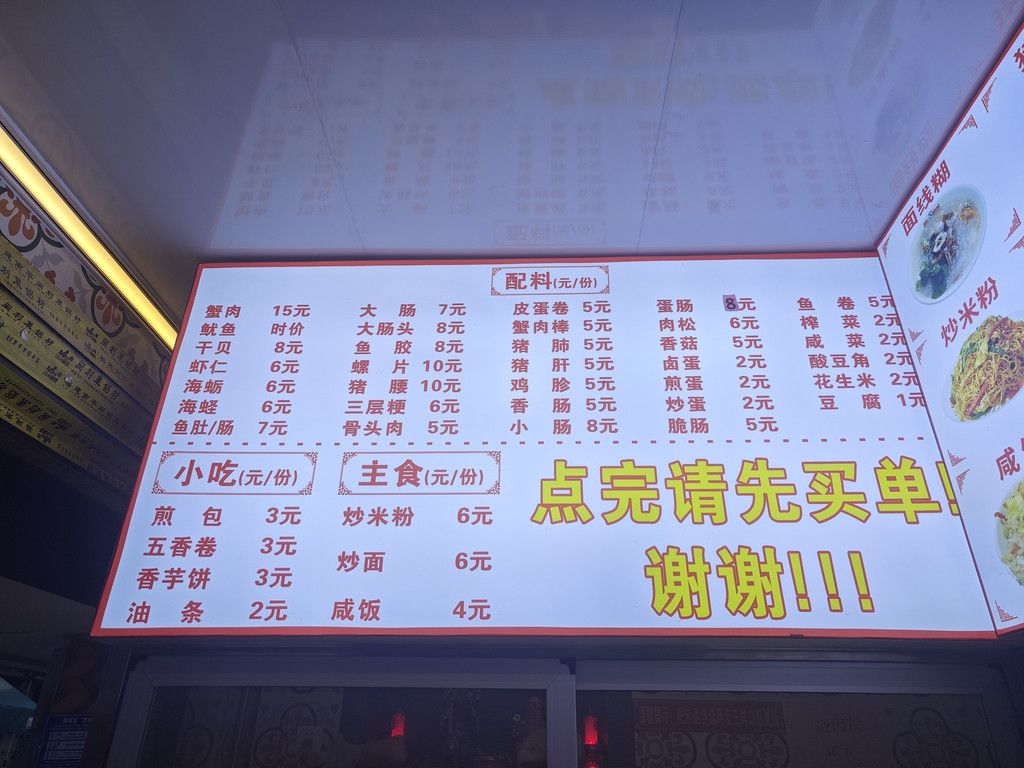 配料(元/份)
蟹肉 15元 大肠 7元 皮蛋卷 5元 蛋肠 8元 鱼卷 5元
鱿鱼 时价 大肠头 8元 蟹肉棒 5元 肉松 6元 榨菜 2元
干贝 8元 鱼胶 8元 猪肺 5元 香菇 5元 咸菜 2元
虾仁 6元 螺片 10元 猪肝 5元 卤蛋 2元 酸豆角 2元
海蛎 6元 猪腰 10元 鸡胗 5元 煎蛋 2元 花生米 2元
海蛏 6元 三层粳 6元 香肠 5元 炒蛋 2元 豆腐 1元
鱼肚/肠 7元 骨头肉 5元 小肠 8元 脆肠 5元
小吃(元/份)
煎包 3元
五香卷 3元
香芋饼 3元
油条 2元
主食(元/份)
炒米粉 6元
炒面 6元
咸饭 4元
点完请先买单!
谢谢!!!
面线糊
炒米粉
咸